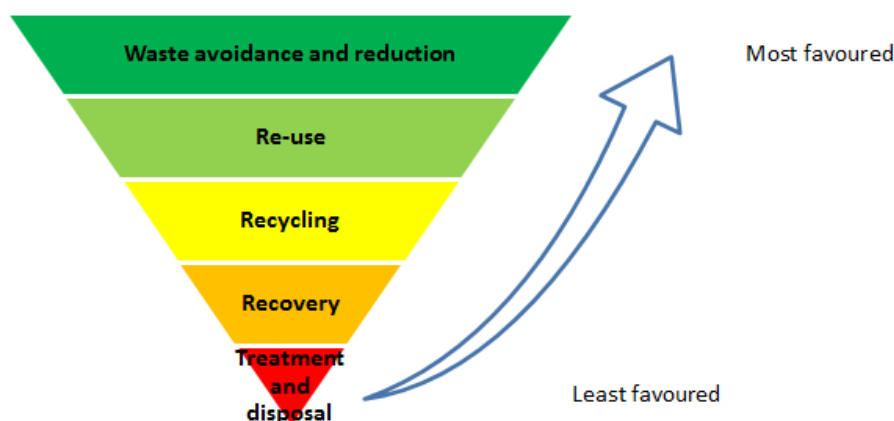 Waste avoidance and reduction
Most favoured
Re-use
Recycling
Recovery
Treatment
and
disposal
Least favoured